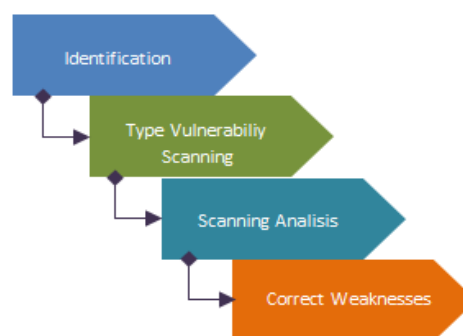 Identification
Type Vulnerabiliy
Scanning
Scanning Analisis
Correct Weaknesses